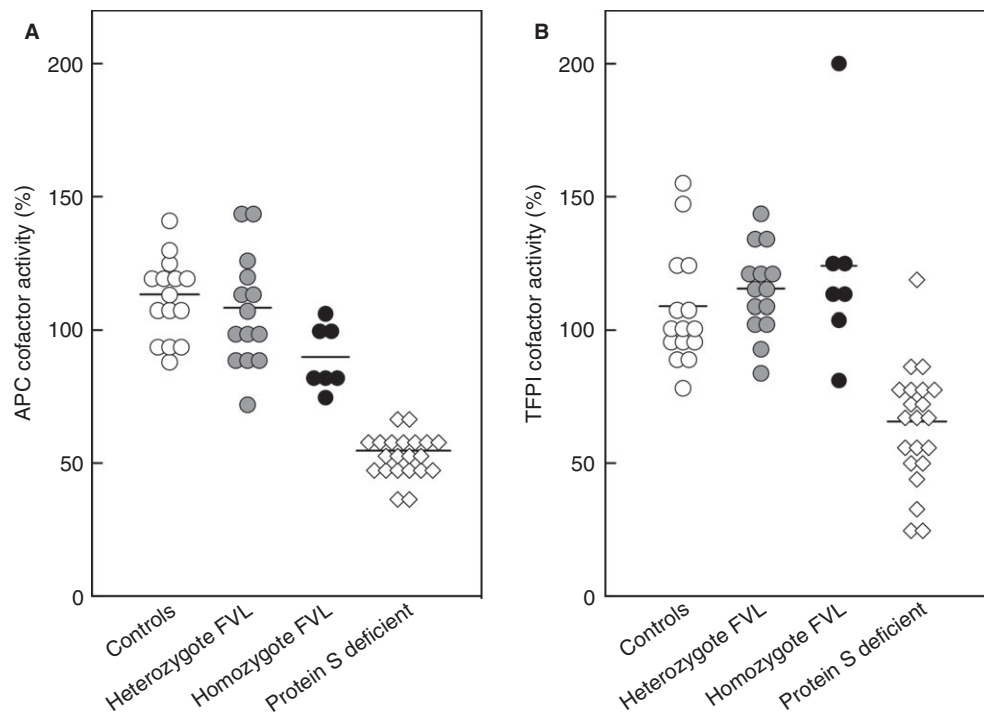 A
APC cofactor activity (%)
200
150
100
50
0
Controls
Heterozygote FVL
Homozygote FVL
Protein S deficient
B
TFPI cofactor activity (%)
200
150
100
50
0
Controls
Heterozygote FVL
Homozygote FVL
Protein S deficient